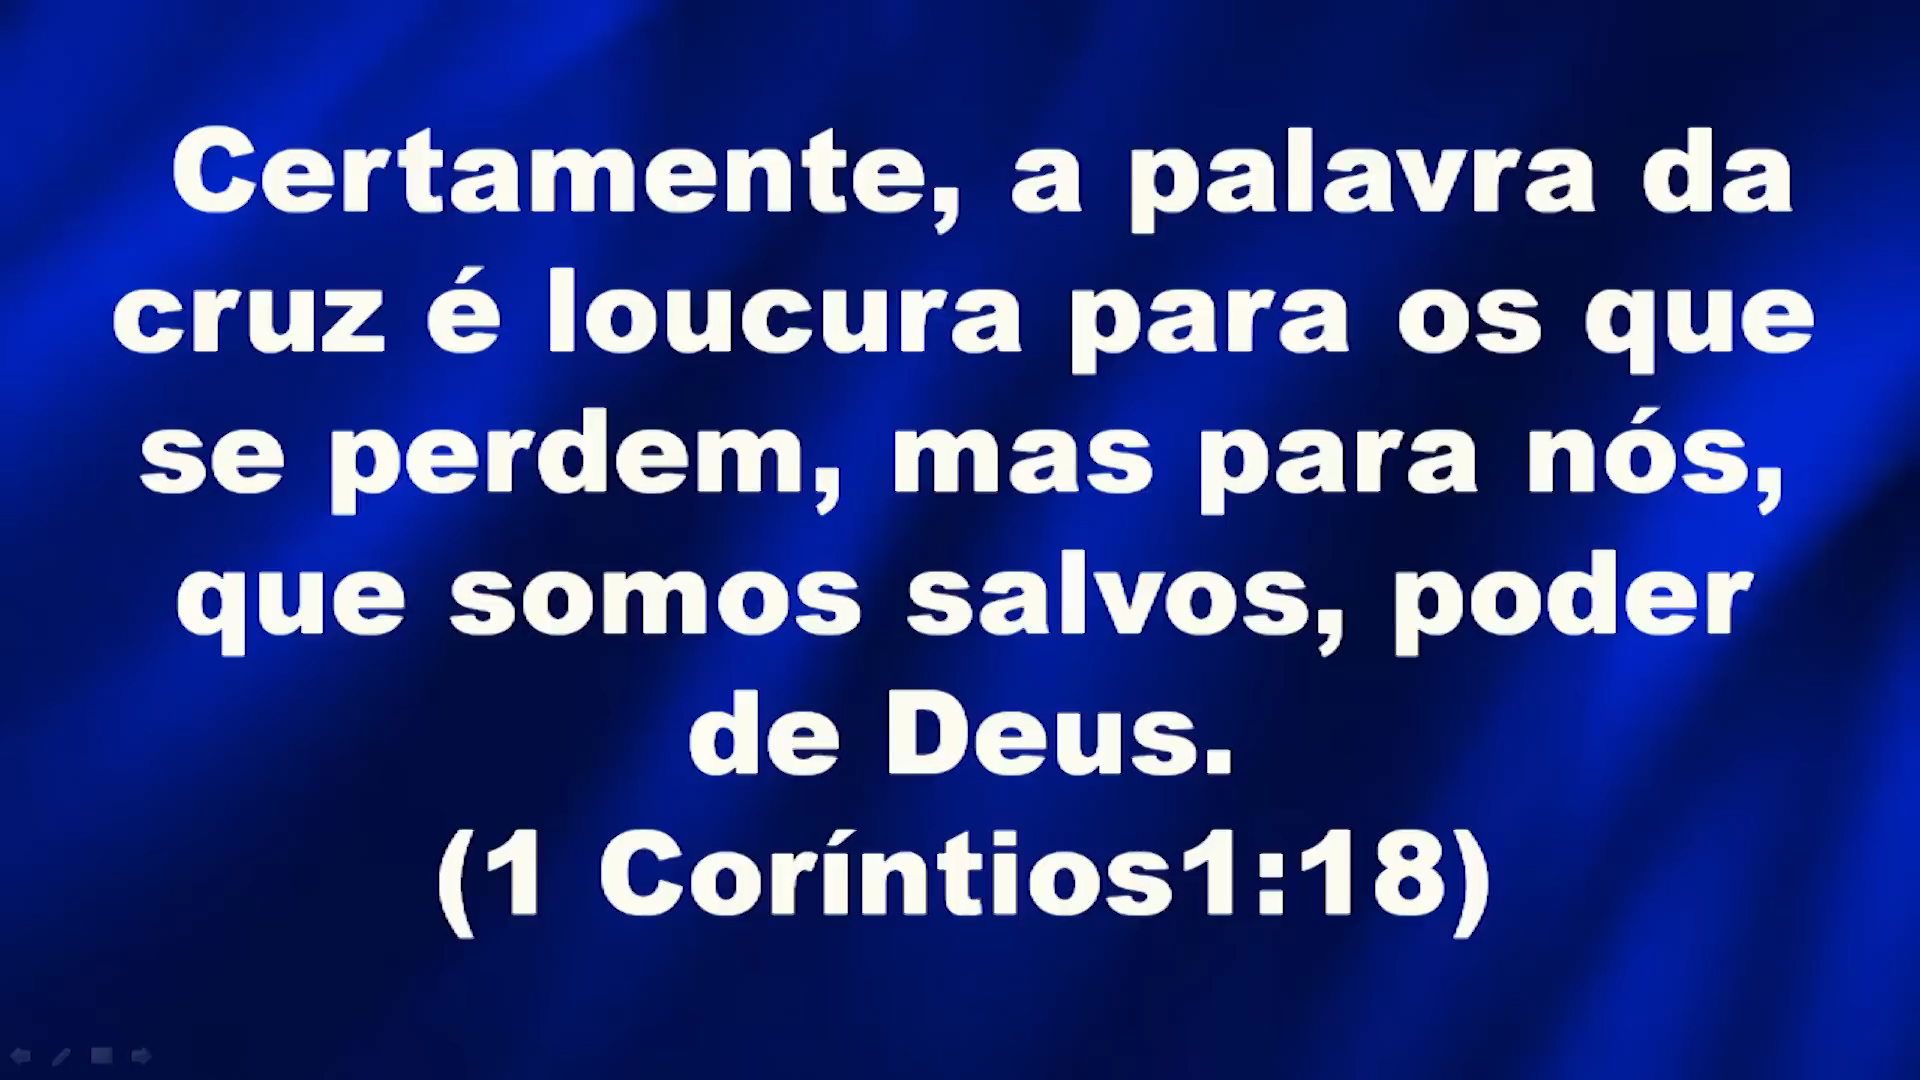 Certamente, a palavra da
cruz é loucura para os que
se perdem, mas para nós,
que somos salvos, poder
de Deus.
(1 Coríntios1:18)